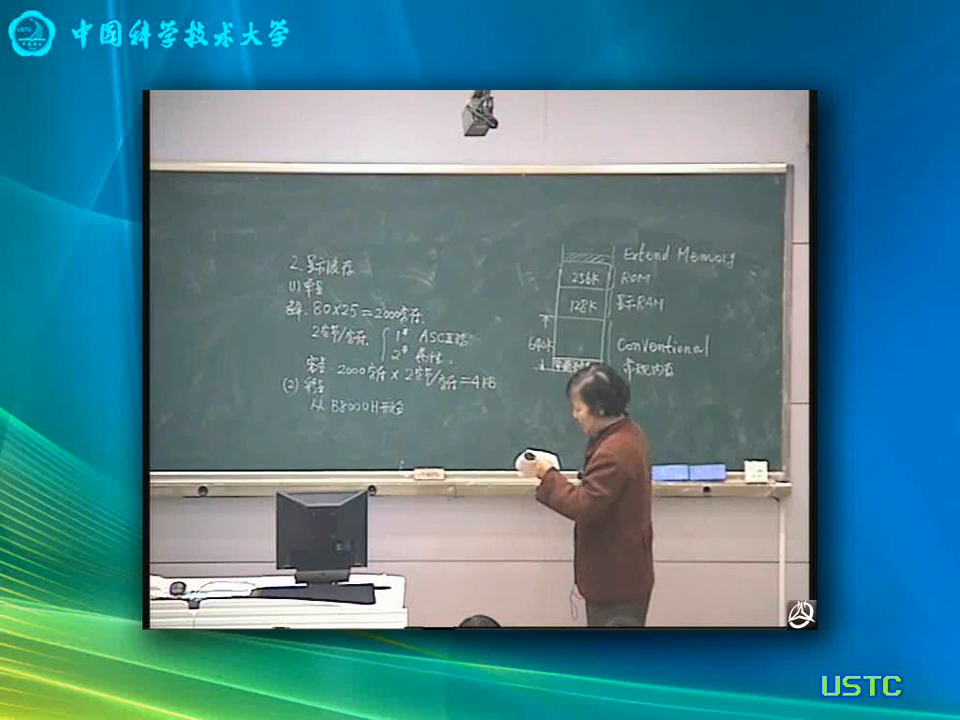 中国科学技术大学
2. 显示缓存
(1) 容量
80×25=2000字符
2字节/字符 1# ASCII码
2# 属性
容量 2000字符×2字节/字符=4KB
(2)
从 B8000H开始
Extend Memory
256K ROM
128K 显示RAM
640K
Conventional
常规内存
USTC